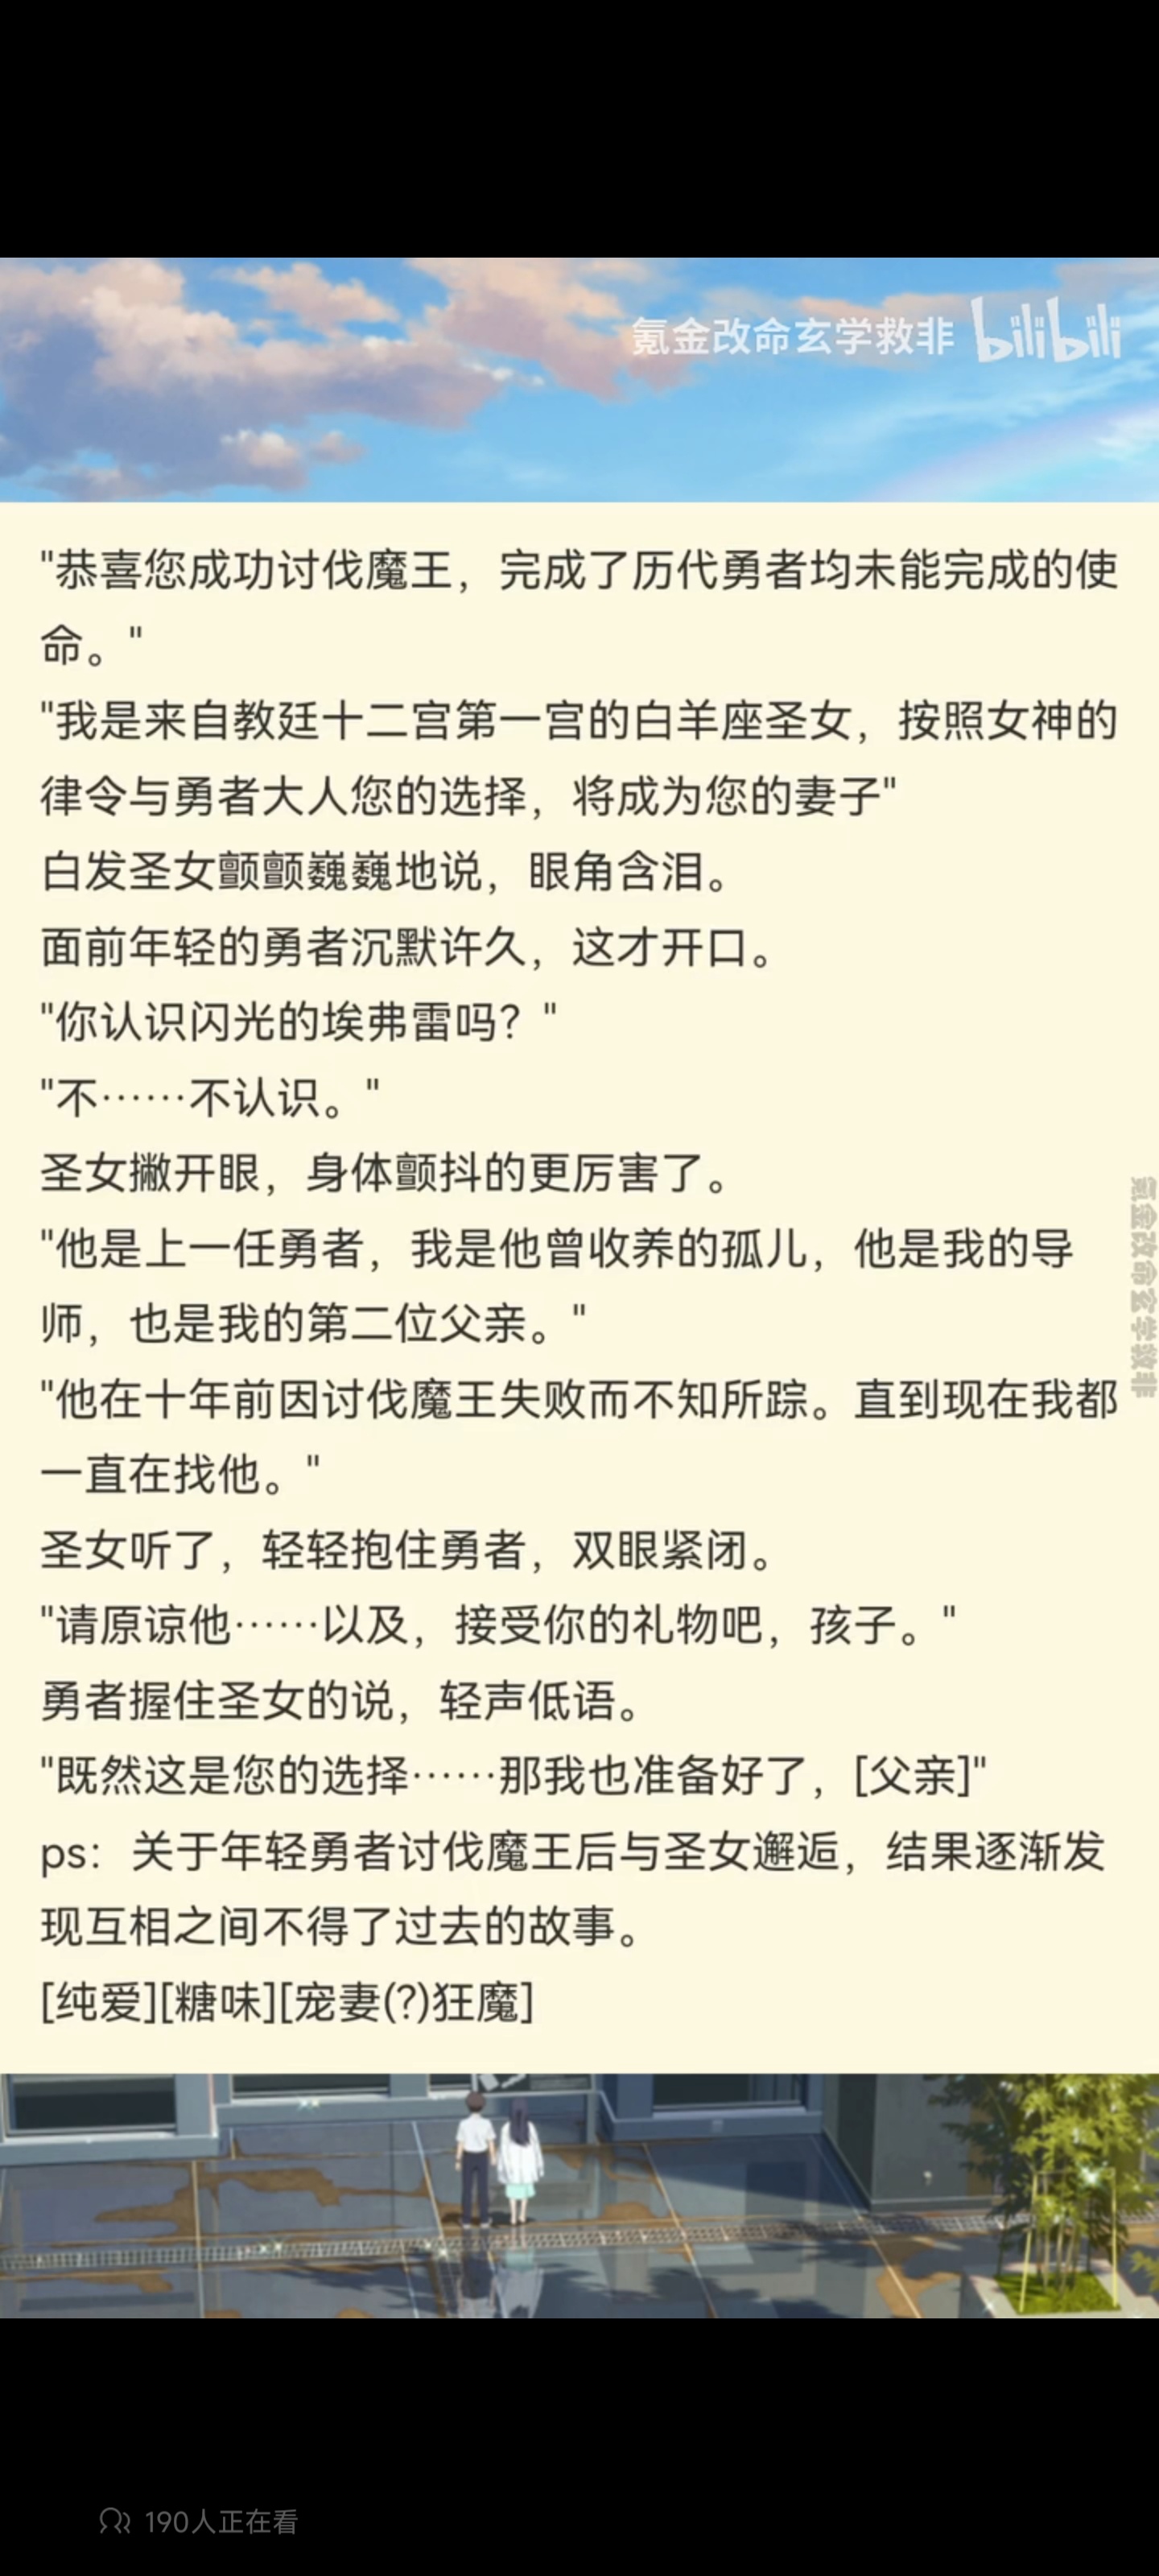 氪金改命玄学救非 bilibili
"恭喜您成功讨伐魔王，完成了历代勇者均未能完成的使
命。"
"我是来自教廷十二宫第一宫的白羊座圣女，按照女神的
律令与勇者大人您的选择，将成为您的妻子"
白发圣女颤颤巍巍地说，眼角含泪。
面前年轻的勇者沉默许久，这才开口。
"你认识闪光的埃弗雷吗？"
"不……不认识。"
圣女撇开眼，身体颤抖的更厉害了。
"他是上一任勇者，我是他曾收养的孤儿，他是我的导
师，也是我的第二位父亲。"
"他在十年前因讨伐魔王失败而不知所踪。直到现在我都
一直在找他。"
圣女听了，轻轻抱住勇者，双眼紧闭。
"请原谅他……以及，接受你的礼物吧，孩子。"
勇者握住圣女的说，轻声低语。
"既然这是您的选择……那我也准备好了，[父亲]"
ps：关于年轻勇者讨伐魔王后与圣女邂逅，结果逐渐发
现互相之间不得了过去的故事。
[纯爱][糖味][宠妻(?)狂魔]
氪金改命玄学救非
190人正在看